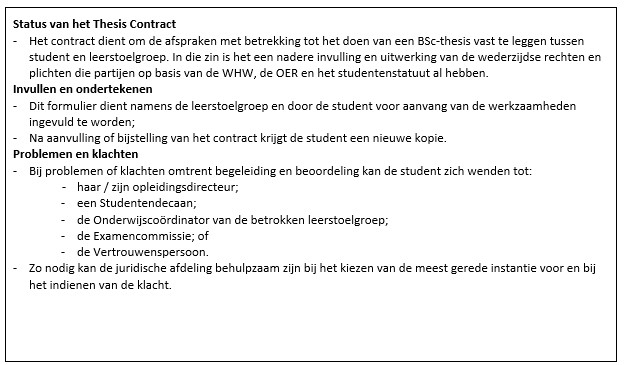 Status van het Thesis Contract
- Het contract dient om de afspraken met betrekking tot het doen van een BSc-thesis vast te leggen tussen
student en leerstoelgroep. In die zin is het een nadere invulling en uitwerking van de wederzijdse rechten en
plichten die partijen op basis van de WHW, de OER en het studentenstatuut al hebben.
Invullen en ondertekenen
- Dit formulier dient namens de leerstoelgroep en door de student voor aanvang van de werkzaamheden
ingevuld te worden;
- Na aanvulling of bijstelling van het contract krijgt de student een nieuwe kopie.
Problemen en klachten
- Bij problemen of klachten omtrent begeleiding en beoordeling kan de student zich wenden tot:
- haar / zijn opleidingsdirecteur;
- een Studentendecaan;
- de Onderwijscoördinator van de betrokken leerstoelgroep;
- de Examencommissie; of
- de Vertrouwenspersoon.
- Zo nodig kan de juridische afdeling behulpzaam zijn bij het kiezen van de meest gerede instantie voor en bij
het indienen van de klacht.